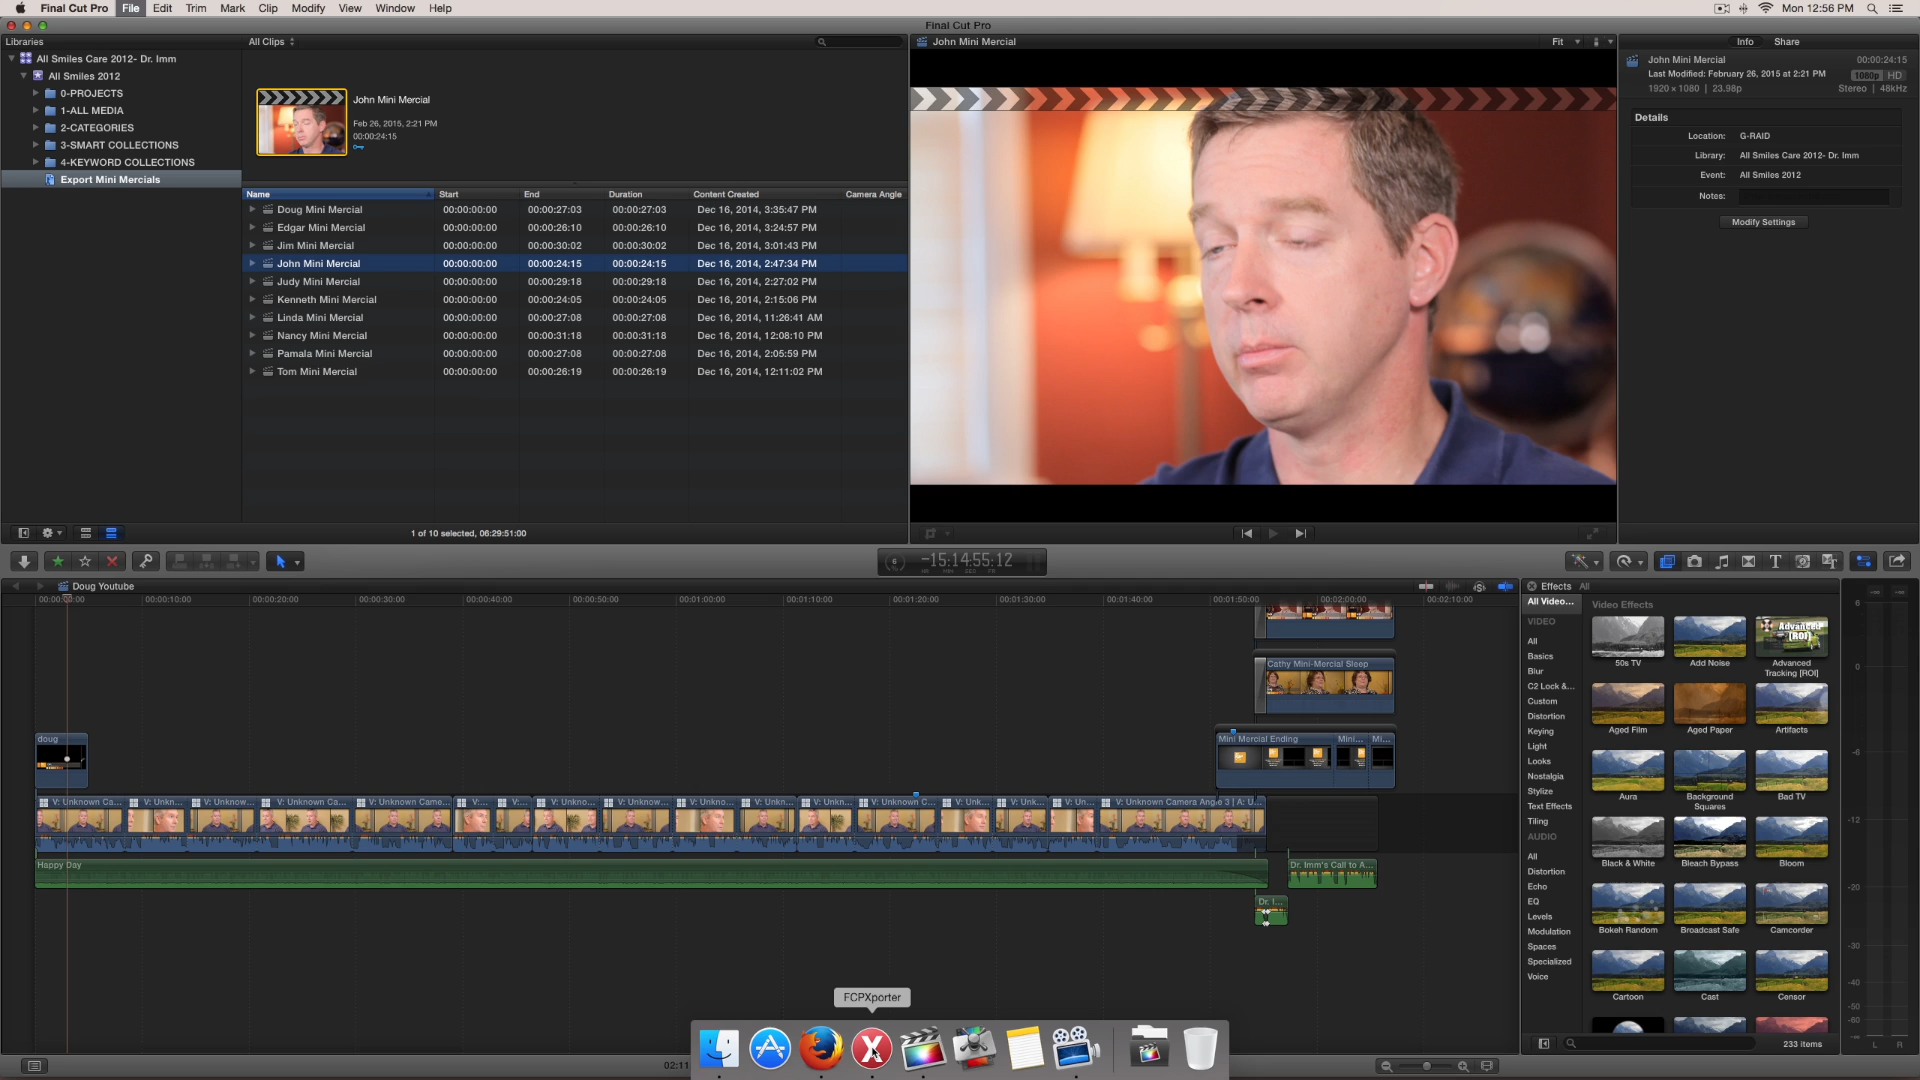 Final Cut Pro File Edit Trim Mark Clip Modify View Window Help Mon 12:56 PM
Final Cut Pro
Libraries
All Smiles Care 2012- Dr. Imm
All Smiles 2012
0-PROJECTS
1-ALL MEDIA
2-CATEGORIES
3-SMART COLLECTIONS
4-KEYWORD COLLECTIONS
Export Mini Mercials
All Clips
John Mini Mercial
Feb 26, 2015, 2:21 PM
00:00:24:15
Name Start End Duration Content Created Camera Angle
Doug Mini Mercial 00:00:00:00 00:00:27:03 00:00:27:03 Dec 16, 2014, 3:35:47 PM
Edgar Mini Mercial 00:00:00:00 00:00:26:10 00:00:26:10 Dec 16, 2014, 3:24:57 PM
Jim Mini Mercial 00:00:00:00 00:00:30:02 00:00:30:02 Dec 16, 2014, 3:01:43 PM
John Mini Mercial 00:00:00:00 00:00:24:15 00:00:24:15 Dec 16, 2014, 2:47:34 PM
Judy Mini Mercial 00:00:00:00 00:00:29:18 00:00:29:18 Dec 16, 2014, 2:27:02 PM
Kenneth Mini Mercial 00:00:00:00 00:00:24:05 00:00:24:05 Dec 16, 2014, 2:15:06 PM
Linda Mini Mercial 00:00:00:00 00:00:27:08 00:00:27:08 Dec 16, 2014, 11:26:41 AM
Nancy Mini Mercial 00:00:00:00 00:00:31:18 00:00:31:18 Dec 16, 2014, 12:08:10 PM
Pamala Mini Mercial 00:00:00:00 00:00:27:08 00:00:27:08 Dec 16, 2014, 2:05:59 PM
Tom Mini Mercial 00:00:00:00 00:00:26:19 00:00:26:19 Dec 16, 2014, 12:11:02 PM
1 of 10 selected, 06:29:51:00
John Mini Mercial Fit
Info Share
John Mini Mercial 00:00:24:15
Last Modified: February 26, 2015 at 2:21 PM 1080p HD
1920 x 1080 | 23.98p Stereo | 48kHz
Details
Location: G-RAID
Library: All Smiles Care 2012- Dr. Imm
Event: All Smiles 2012
Notes:
Modify Settings
6 -15:14:55:12
HR MIN SEC FR
Doug Youtube
00:00:00:00 00:00:10:00 00:00:20:00 00:00:30:00 00:00:40:00 00:00:50:00 00:01:00:00 00:01:10:00 00:01:20:00 00:01:30:00 00:01:40:00 00:01:50:00 00:02:00:00 00:02:10:00
Cathy Mini-Mercial Sleep
doug
Mini Mercial Ending Mini... Mi...
V: Unknown Ca... V: Unkn... V: Unknow... V: Unknown Ca... V: Unknown Came... V:... V:... V: Unkno... V: Unknow... V: Unkno... V: Unkn... V: Unkn... V: Unknown C... V: Unk... V: Unk... V: Un... V: Unknown Camera Angle 3 | A: U...
Happy Day
Dr. Imm's Call to A...
Dr. I...
FCPXporter
02:11
Effects All
All Video...
VIDEO
All
Basics
Blur
C2 Lock &...
Custom
Distortion
Keying
Light
Looks
Nostalgia
Stylize
Text Effects
Tiling
AUDIO
All
Distortion
Echo
EQ
Levels
Modulation
Spaces
Specialized
Voice
Video Effects
Advanced
[ROI]
50s TV Add Noise Advanced
Tracking [ROI]
Aged Film Aged Paper Artifacts
Aura Background
Squares Bad TV
Black & White Bleach Bypass Bloom
Bokeh Random Broadcast Safe Camcorder
Cartoon Cast Censor
233 items
6
0
-6
-12
-20
-30
-40
-50
-60
L R